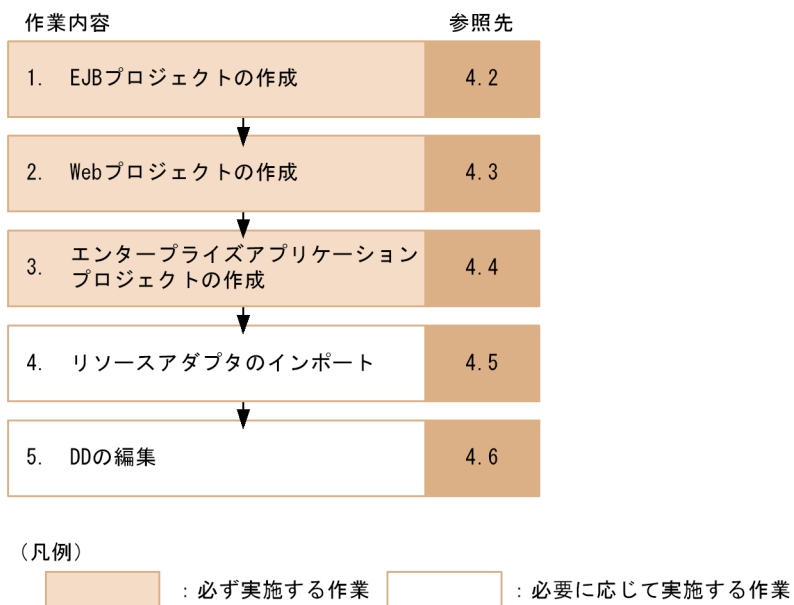 作業内容 参照先
1. EJBプロジェクトの作成 4.2
2. Webプロジェクトの作成 4.3
3. エンタープライズアプリケーション
プロジェクトの作成 4.4
4. リソースアダプタのインポート 4.5
5. DDの編集 4.6
（凡例）
：必ず実施する作業 ：必要に応じて実施する作業